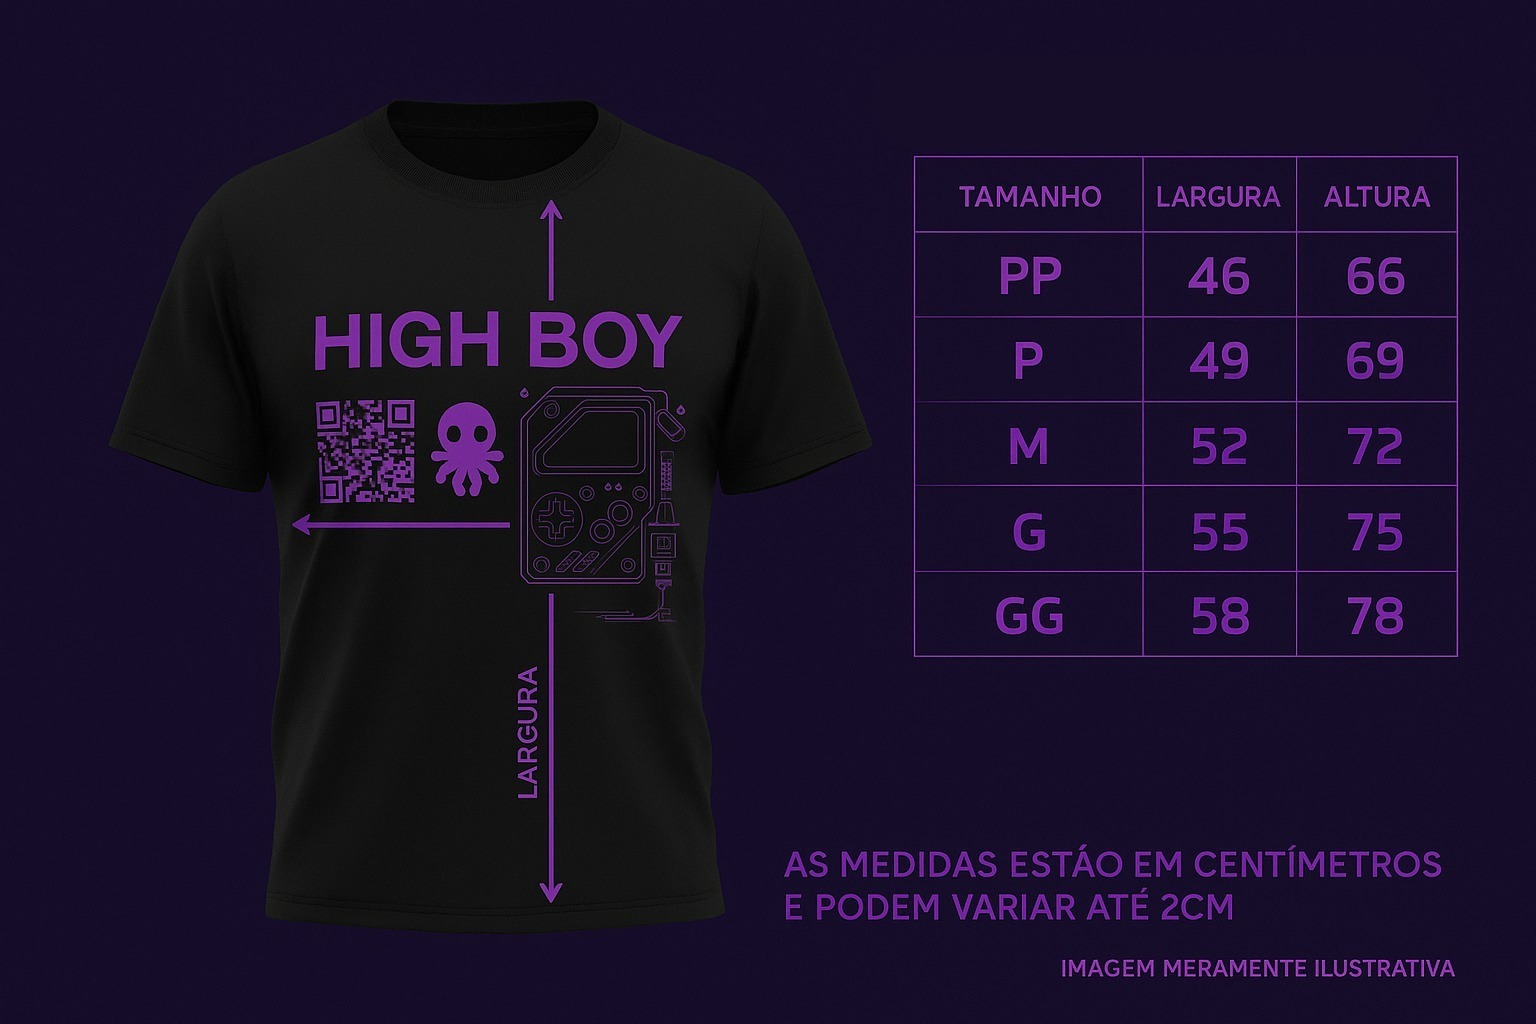 HIGH BOY
LARGURA
TAMANHO LARGURA ALTURA
PP 46 66
P 49 69
M 52 72
G 55 75
GG 58 78
AS MEDIDAS ESTÁO EM CENTÍMETROS
E PODEM VARIAR ATÉ 2CM
IMAGEM MERAMENTE ILUSTRATIVA